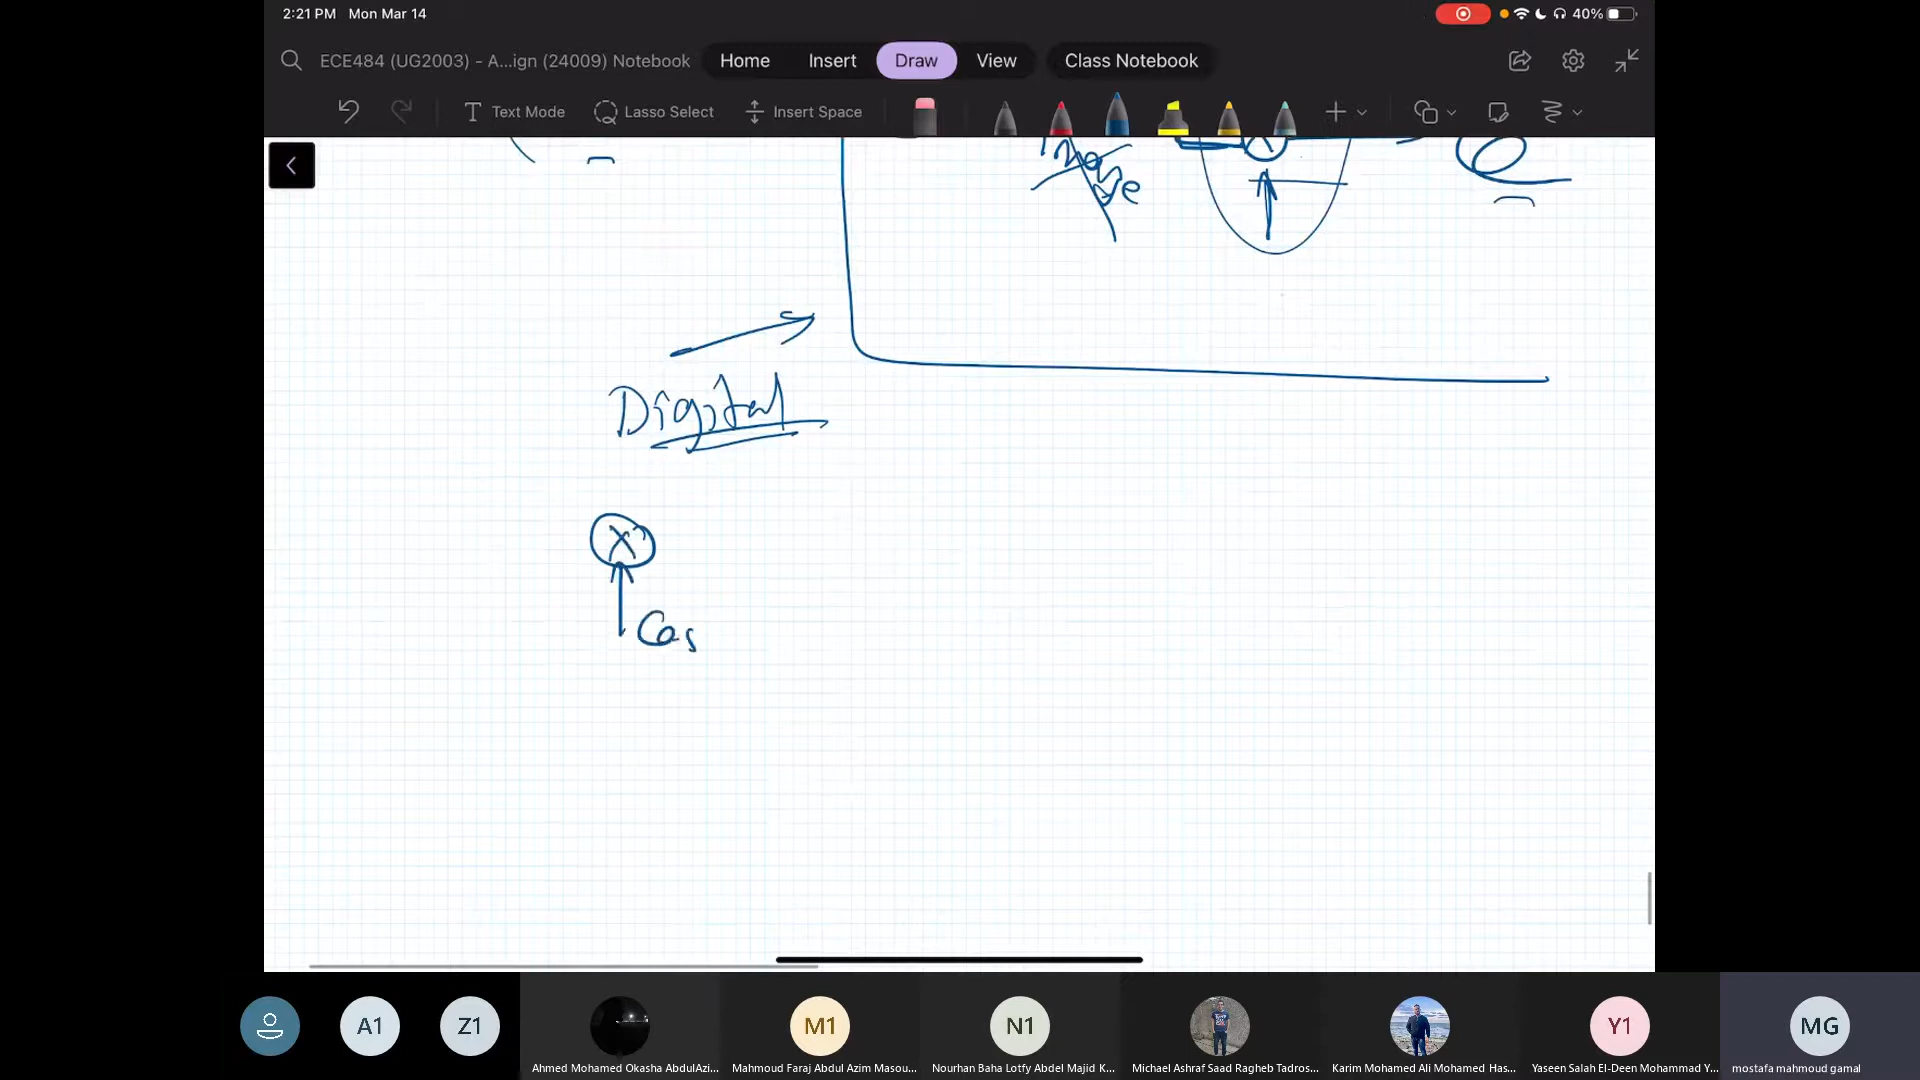 2:21 PM Mon Mar 14
40%
ECE484 (UG2003) - A...ign (24009) Notebook
Home Insert Draw View Class Notebook
Text Mode Lasso Select Insert Space
Image
Digital
X
Cos
A1 Z1 M1 N1 Y1 MG
Ahmed Mohamed Okasha AbdulAzi... Mahmoud Faraj Abdul Azim Masou... Nourhan Baha Lotfy Abdel Majid K... Michael Ashraf Saad Ragheb Tadros... Karim Mohamed Ali Mohamed Has... Yaseen Salah El-Deen Mohammad Y... mostafa mahmoud gamal